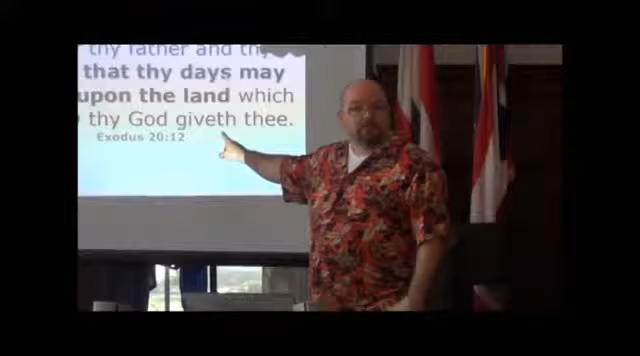 thy father and thy
that thy days may
upon the land which
thy God giveth thee.
Exodus 20:12